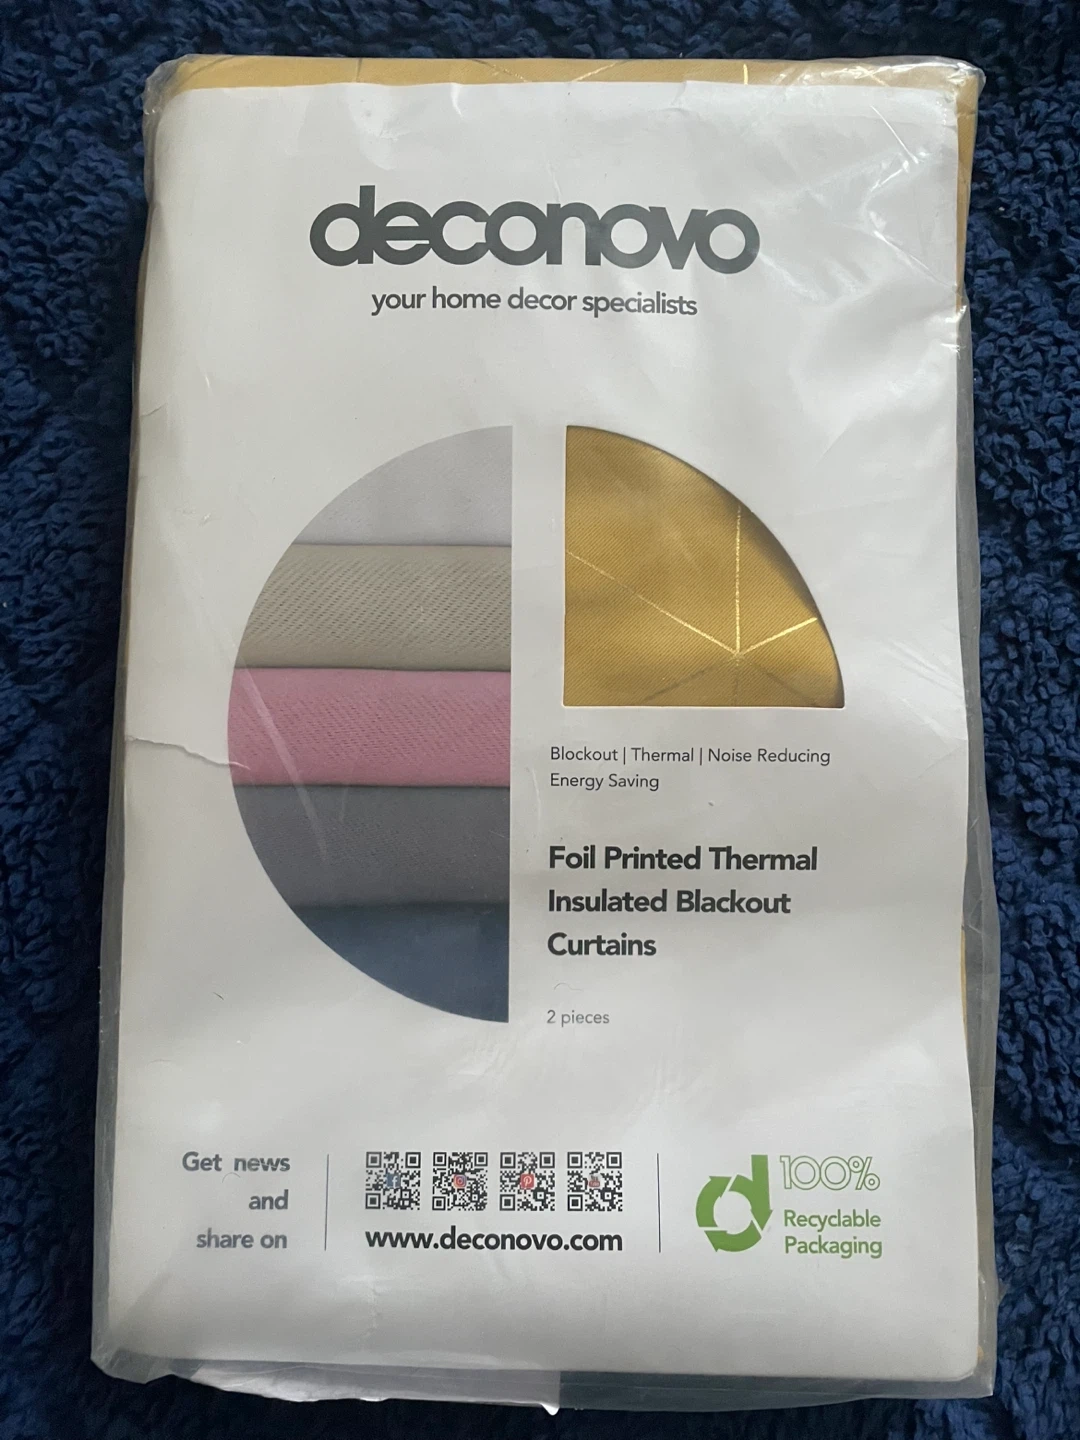 deconovo
your home decor specialists
Blockout | Thermal | Noise Reducing
Energy Saving
Foil Printed Thermal
Insulated Blackout
Curtains
2 pieces
Get news
and
share on
www.deconovo.com
100%
Recyclable
Packaging